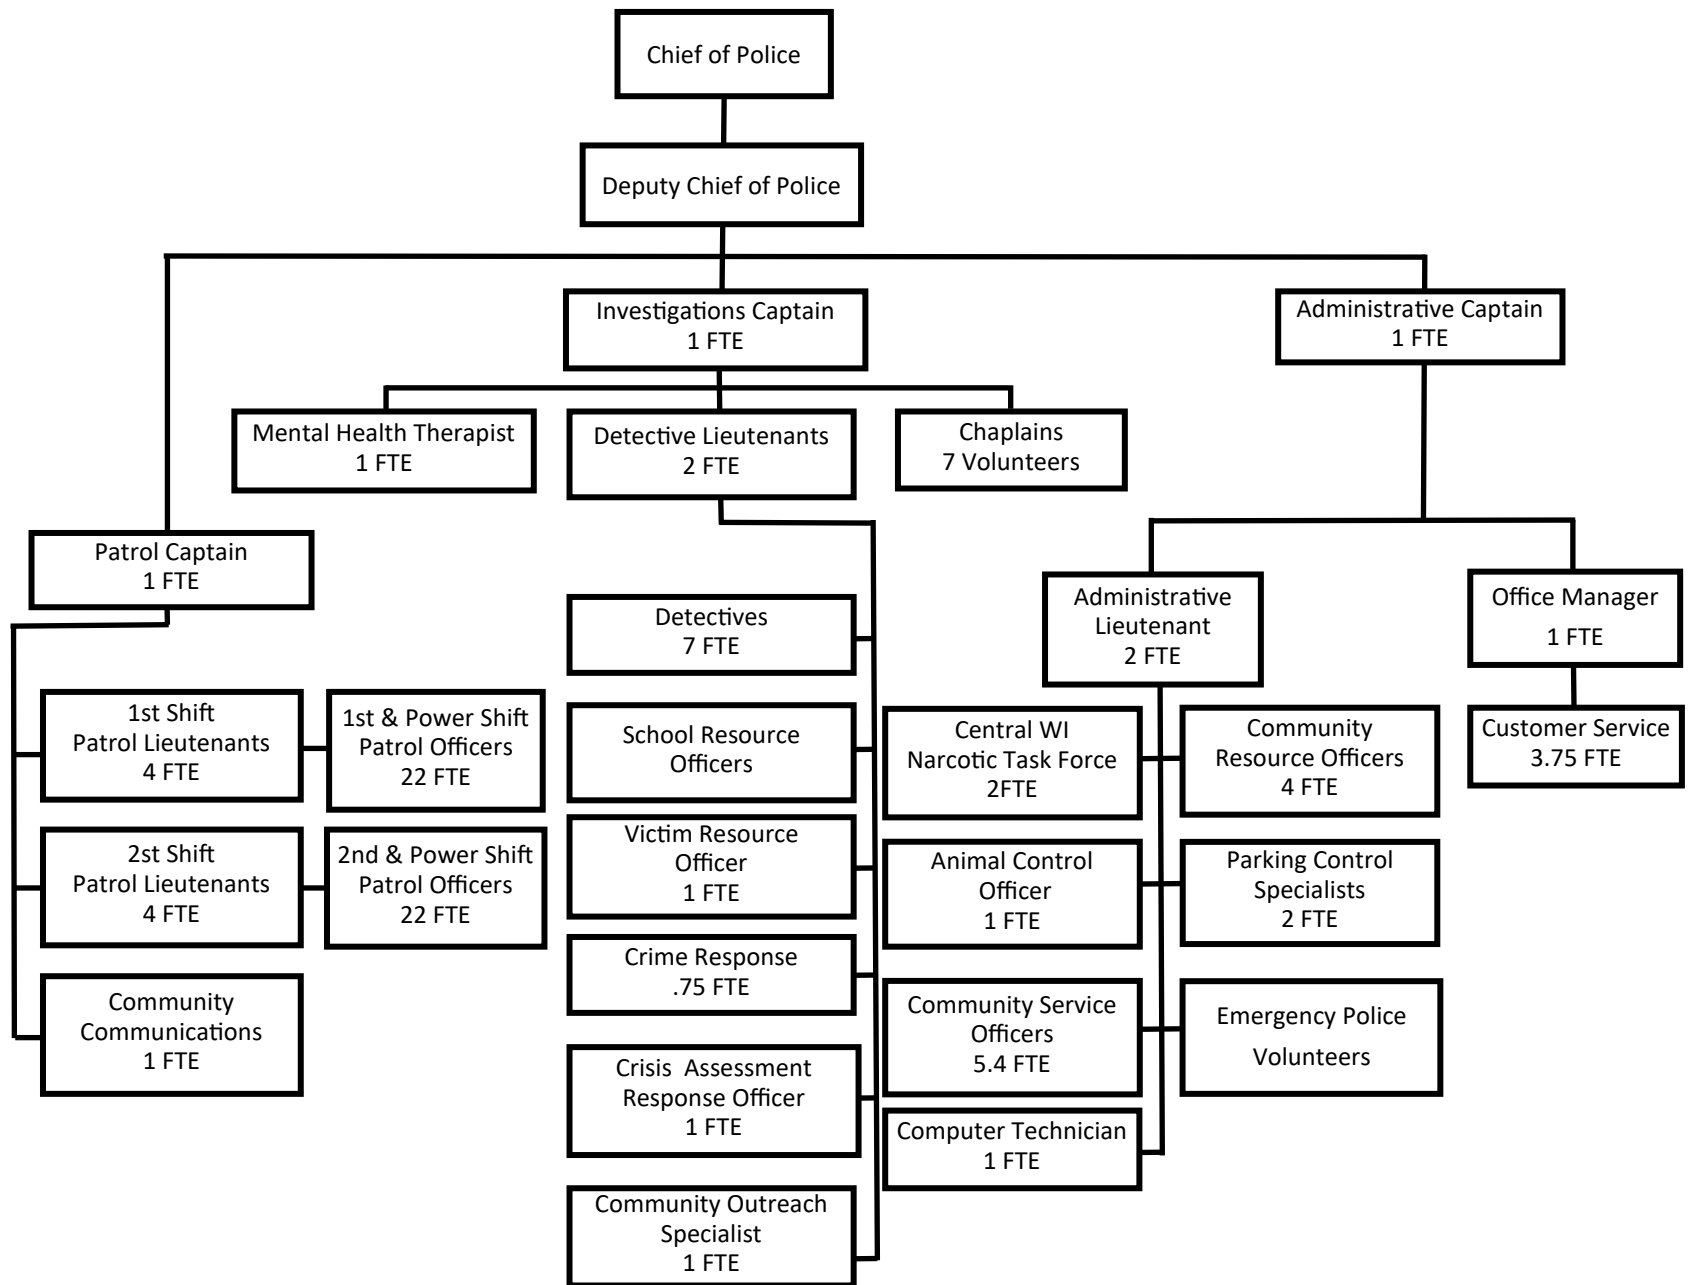 Chief of Police
Deputy Chief of Police
Investigations Captain
1 FTE
Administrative Captain
1 FTE
Mental Health Therapist
1 FTE
Detective Lieutenants
2 FTE
Chaplains
7 Volunteers
Patrol Captain
1 FTE
1st Shift
Patrol Lieutenants
4 FTE
1st & Power Shift
Patrol Officers
22 FTE
2st Shift
Patrol Lieutenants
4 FTE
2nd & Power Shift
Patrol Officers
22 FTE
Community
Communications
1 FTE
Detectives
7 FTE
School Resource
Officers
Victim Resource
Officer
1 FTE
Crime Response
.75 FTE
Crisis  Assessment
Response Officer
1 FTE
Community Outreach
Specialist
1 FTE
Administrative
Lieutenant
2 FTE
Central WI
Narcotic Task Force
2FTE
Community
Resource Officers
4 FTE
Animal Control
Officer
1 FTE
Parking Control
Specialists
2 FTE
Community Service
Officers
5.4 FTE
Emergency Police
Volunteers
Computer Technician
1 FTE
Office Manager
1 FTE
Customer Service
3.75 FTE